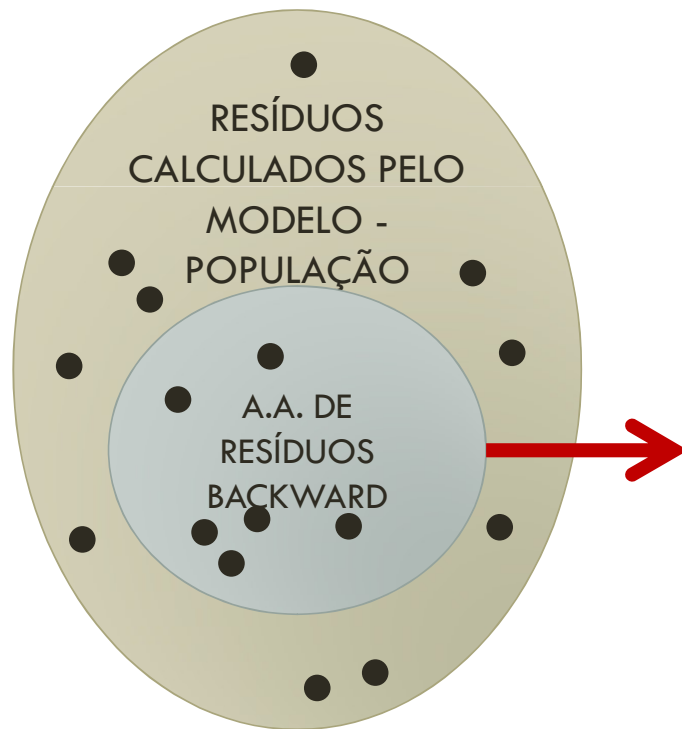 RESÍDUOS
CALCULADOS PELO
MODELO -
POPULAÇÃO
A.A. DE
RESÍDUOS
BACKWARD